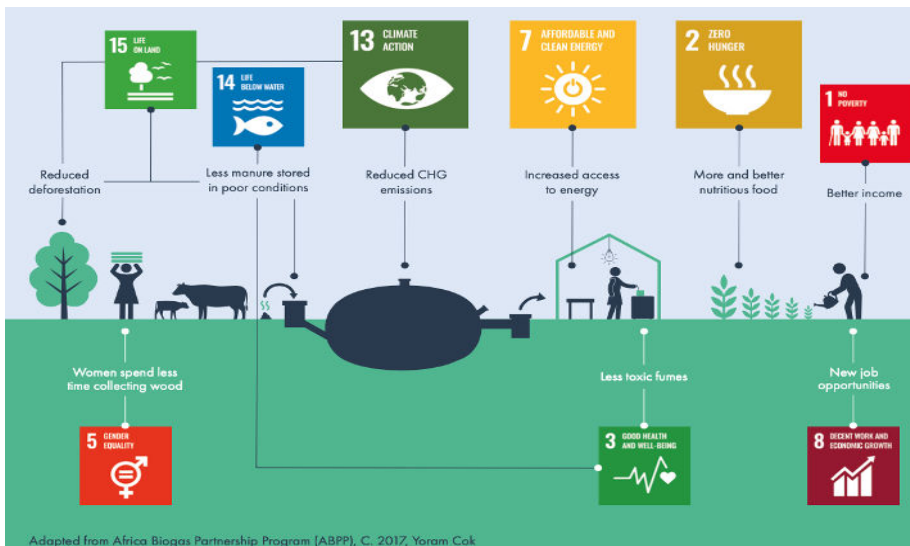 15 LIFE
ON LAND
14 LIFE
BELOW WATER
13 CLIMATE
ACTION
7 AFFORDABLE AND
CLEAN ENERGY
2 ZERO
HUNGER
1 NO
POVERTY
Reduced
deforestation
Less manure stored
in poor conditions
Reduced CHG
emissions
Increased access
to energy
More and better
nutritious food
Better income
Women spend less
time collecting wood
Less toxic fumes
New job
opportunities
5 GENDER
EQUALITY
3 GOOD HEALTH
AND WELL-BEING
8 DECENT WORK AND
ECONOMIC GROWTH
Adapted from Africa Biogas Partnership Program (ABPP), C. 2017, Yoram Cok